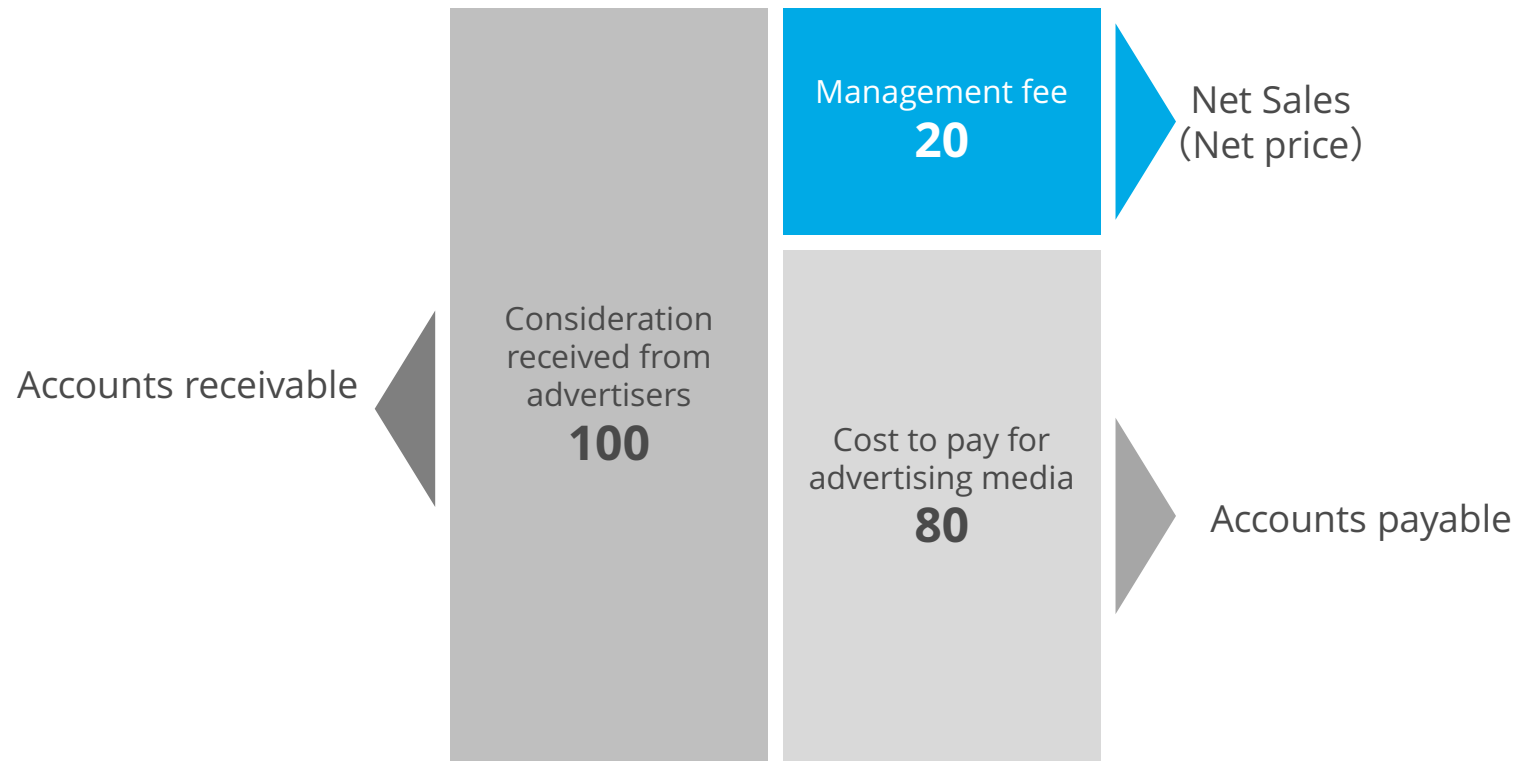 Accounts receivable
Consideration
received from
advertisers
100
Management fee
20
Net Sales
（Net price）
Cost to pay for
advertising media
80
Accounts payable